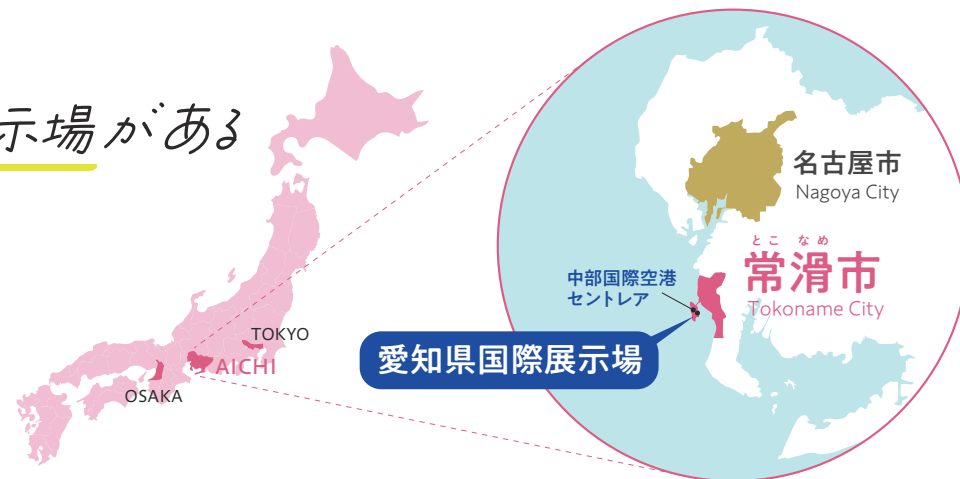 示場がある
名古屋市
Nagoya City
とこ なめ
常滑市
Tokoname City
中部国際空港
セントレア
愛知県国際展示場
TOKYO
AICHI
OSAKA